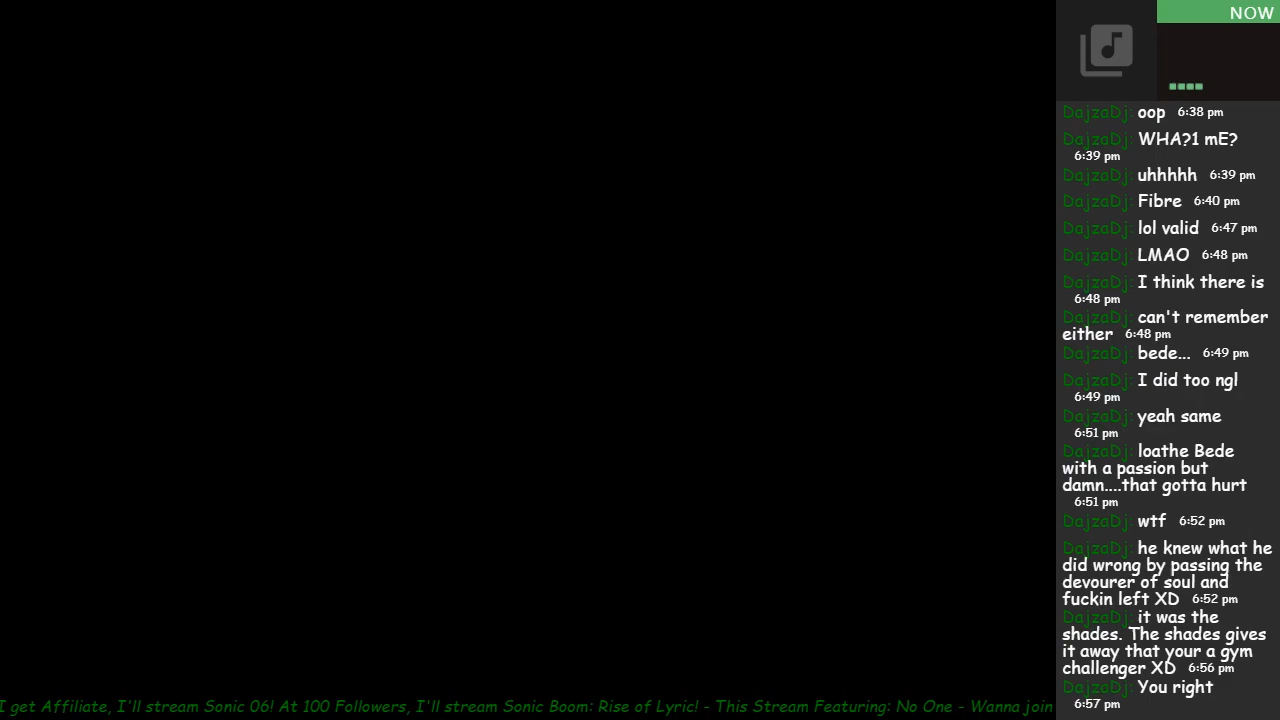 NOW
DajzaDj: oop 6:38 pm
DajzaDj: WHA?1 mE?
6:39 pm
DajzaDj: uhhhhh 6:39 pm
DajzaDj: Fibre 6:40 pm
DajzaDj: lol valid 6:47 pm
DajzaDj: LMAO 6:48 pm
DajzaDj: I think there is
6:48 pm
DajzaDj: can't remember
either 6:48 pm
DajzaDj: bede... 6:49 pm
DajzaDj: I did too ngl
6:49 pm
DajzaDj: yeah same
6:51 pm
DajzaDj: loathe Bede
with a passion but
damn....that gotta hurt
6:51 pm
DajzaDj: wtf 6:52 pm
DajzaDj: he knew what he
did wrong by passing the
devourer of soul and
fuckin left XD 6:52 pm
DajzaDj: it was the
shades. The shades gives
it away that your a gym
challenger XD 6:56 pm
DajzaDj: You right
6:57 pm
I get Affiliate, I'll stream Sonic 06! At 100 Followers, I'll stream Sonic Boom: Rise of Lyric! - This Stream Featuring: No One - Wanna join